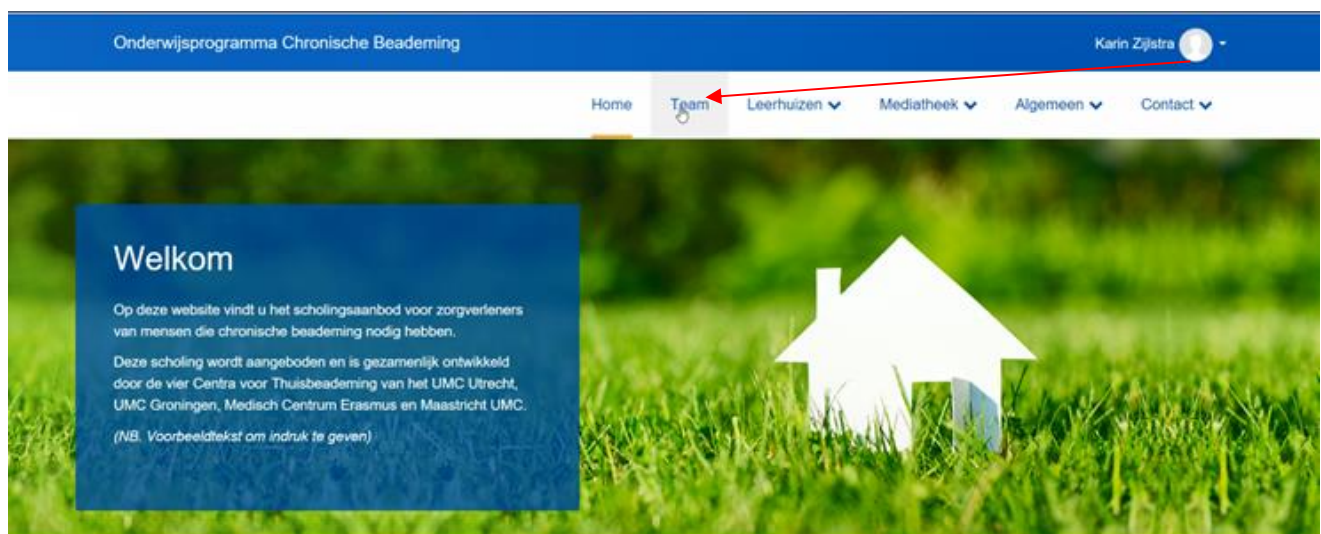 Onderwijsprogramma Chronische Beademing
Karin Zijlstra
Home Team Leerhuizen Mediatheek Algemeen Contact
Welkom
Op deze website vindt u het scholingsaanbod voor zorgverleners
van mensen die chronische beademing nodig hebben.
Deze scholing wordt aangeboden en is gezamenlijk ontwikkeld
door de vier Centra voor Thuisbeademing van het UMC Utrecht,
UMC Groningen, Medisch Centrum Erasmus en Maastricht UMC.
(NB. Voorbeeldtekst om indruk te geven)